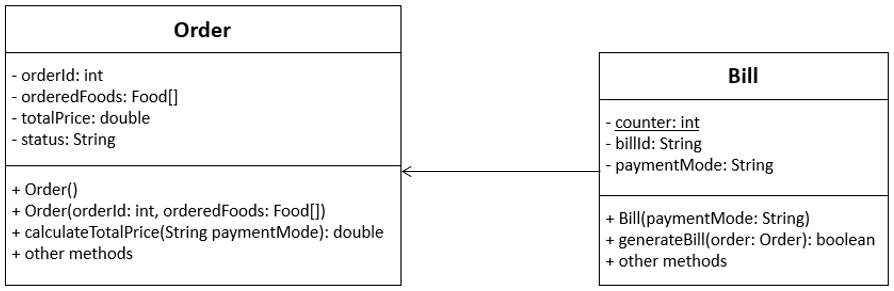 Order
- orderId: int
- orderedFoods: Food[]
- totalPrice: double
- status: String
+ Order()
+ Order(orderId: int, orderedFoods: Food[])
+ calculateTotalPrice(String paymentMode): double
+ other methods
Bill
- counter: int
- billId: String
- paymentMode: String
+ Bill(paymentMode: String)
+ generateBill(order: Order): boolean
+ other methods